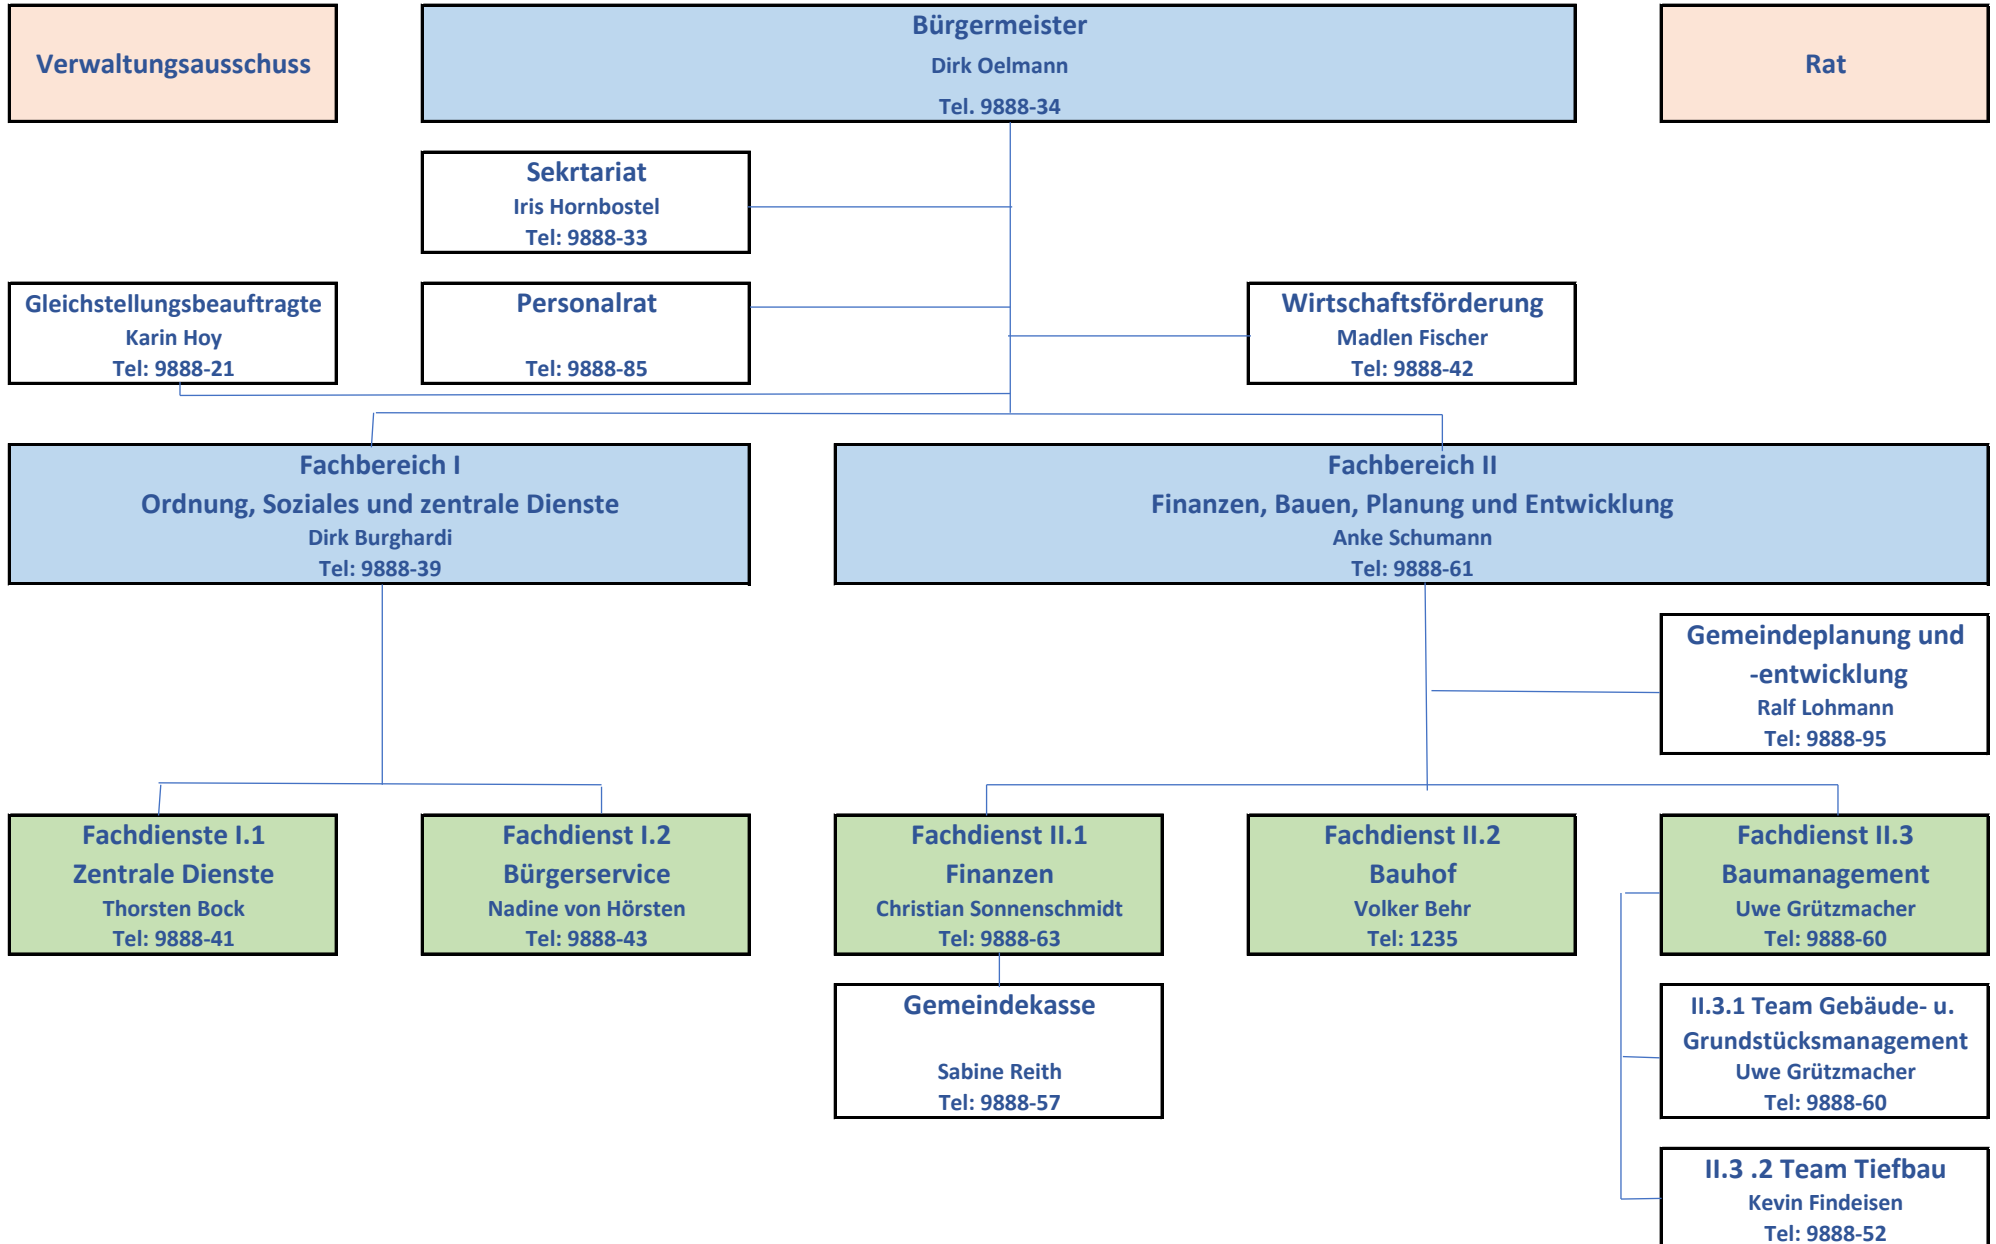 Verwaltungsausschuss
Bürgermeister
Dirk Oelmann
Tel. 9888-34
Rat
Sekrtariat
Iris Hornbostel
Tel: 9888-33
Gleichstellungsbeauftragte
Karin Hoy
Tel: 9888-21
Personalrat
Tel: 9888-85
Wirtschaftsförderung
Madlen Fischer
Tel: 9888-42
Fachbereich I
Ordnung, Soziales und zentrale Dienste
Dirk Burghardi
Tel: 9888-39
Fachbereich II
Finanzen, Bauen, Planung und Entwicklung
Anke Schumann
Tel: 9888-61
Gemeindeplanung und
-entwicklung
Ralf Lohmann
Tel: 9888-95
Fachdienste I.1
Zentrale Dienste
Thorsten Bock
Tel: 9888-41
Fachdienst I.2
Bürgerservice
Nadine von Hörsten
Tel: 9888-43
Fachdienst II.1
Finanzen
Christian Sonnenschmidt
Tel: 9888-63
Fachdienst II.2
Bauhof
Volker Behr
Tel: 1235
Fachdienst II.3
Baumanagement
Uwe Grützmacher
Tel: 9888-60
Gemeindekasse
Sabine Reith
Tel: 9888-57
II.3.1 Team Gebäude- u.
Grundstücksmanagement
Uwe Grützmacher
Tel: 9888-60
II.3 .2 Team Tiefbau
Kevin Findeisen
Tel: 9888-52